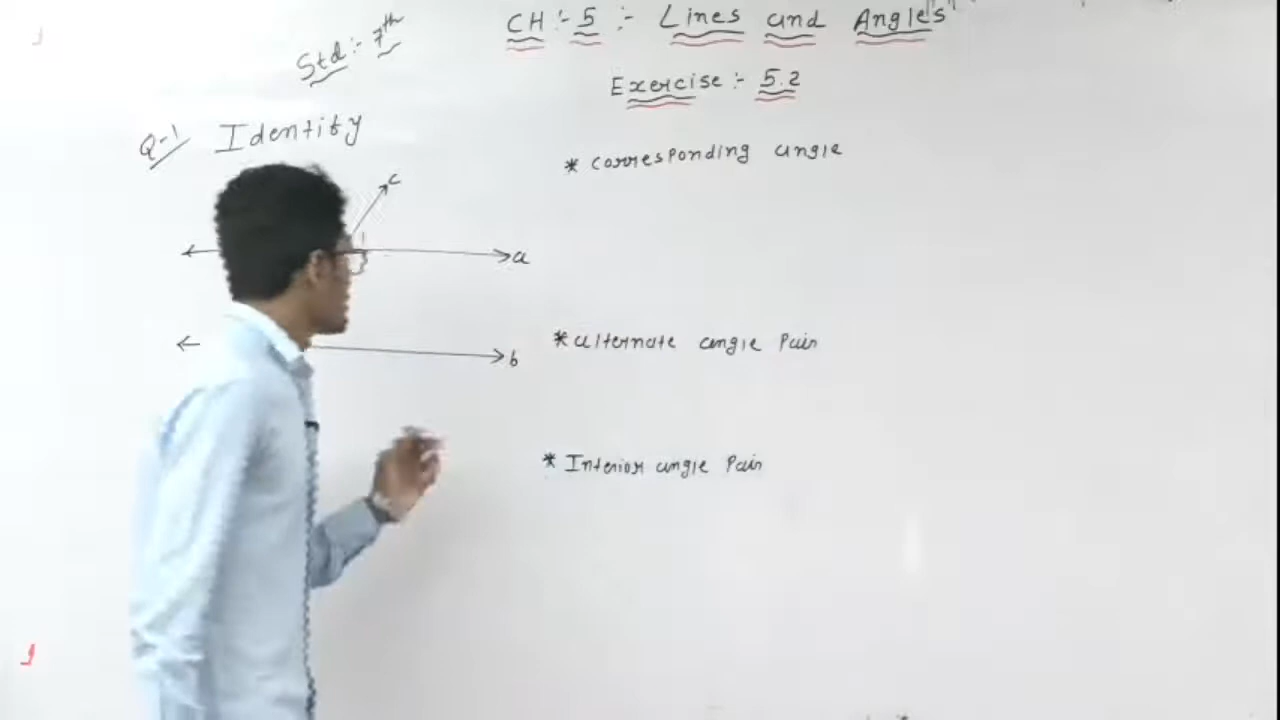 CH :- 5 :- Lines and Angles
Std :- 7th
Exercise :- 5.2
Q-1 Identity
* corresponding angle
c
a
* alternate angle Pair
b
* Interior angle Pair